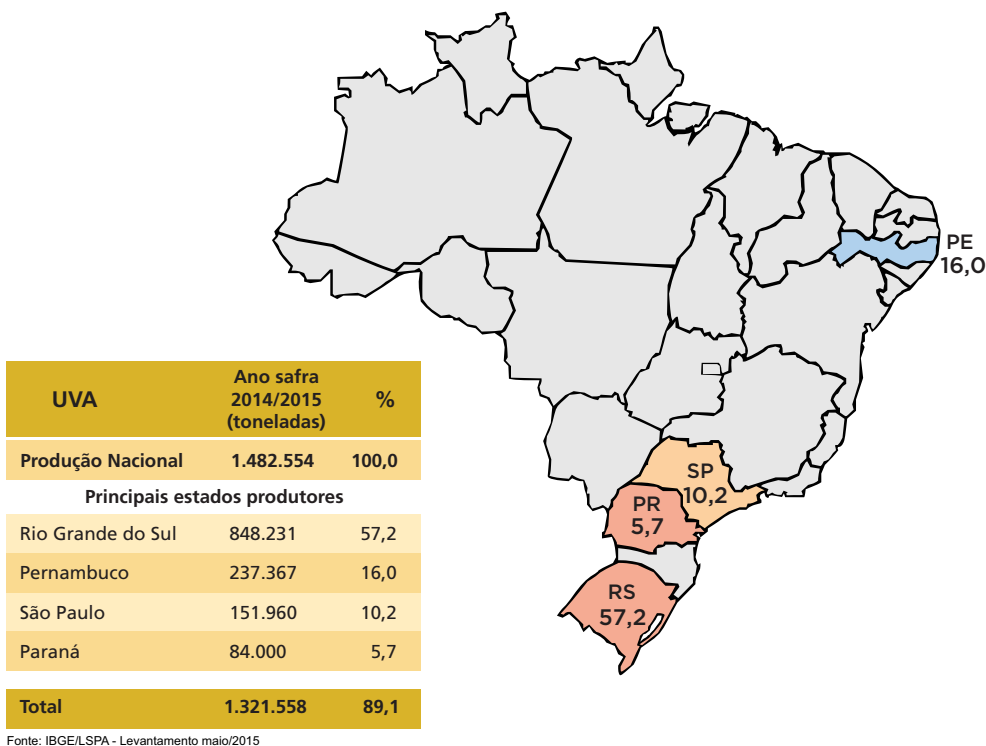 PE
16,0
SP
10,2
PR
5,7
RS
57,2
UVA
Ano safra
2014/2015
(toneladas)
%
Produção Nacional 1.482.554 100,0
Principais estados produtores
Rio Grande do Sul 848.231 57,2
Pernambuco 237.367 16,0
São Paulo 151.960 10,2
Paraná 84.000 5,7
Total 1.321.558 89,1
Fonte: IBGE/LSPA - Levantamento maio/2015